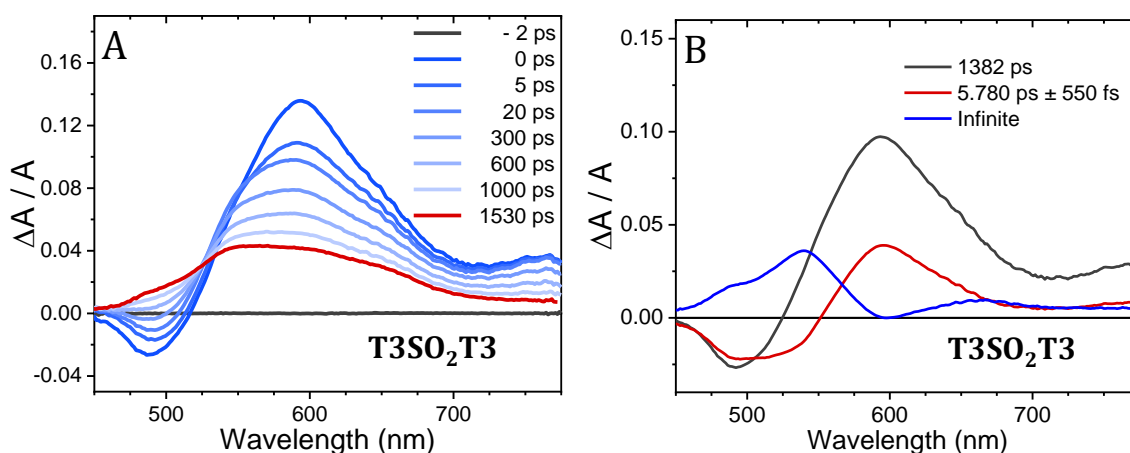 A
- 2 ps
0 ps
5 ps
20 ps
300 ps
600 ps
1000 ps
1530 ps
0.16
0.12
0.08
0.04
0.00
-0.04
ΔA / A
T3SO₂T3
500
600
700
Wavelength (nm)
B
1382 ps
5.780 ps ± 550 fs
Infinite
0.15
0.10
0.05
0.00
ΔA / A
T3SO₂T3
500
600
700
Wavelength (nm)